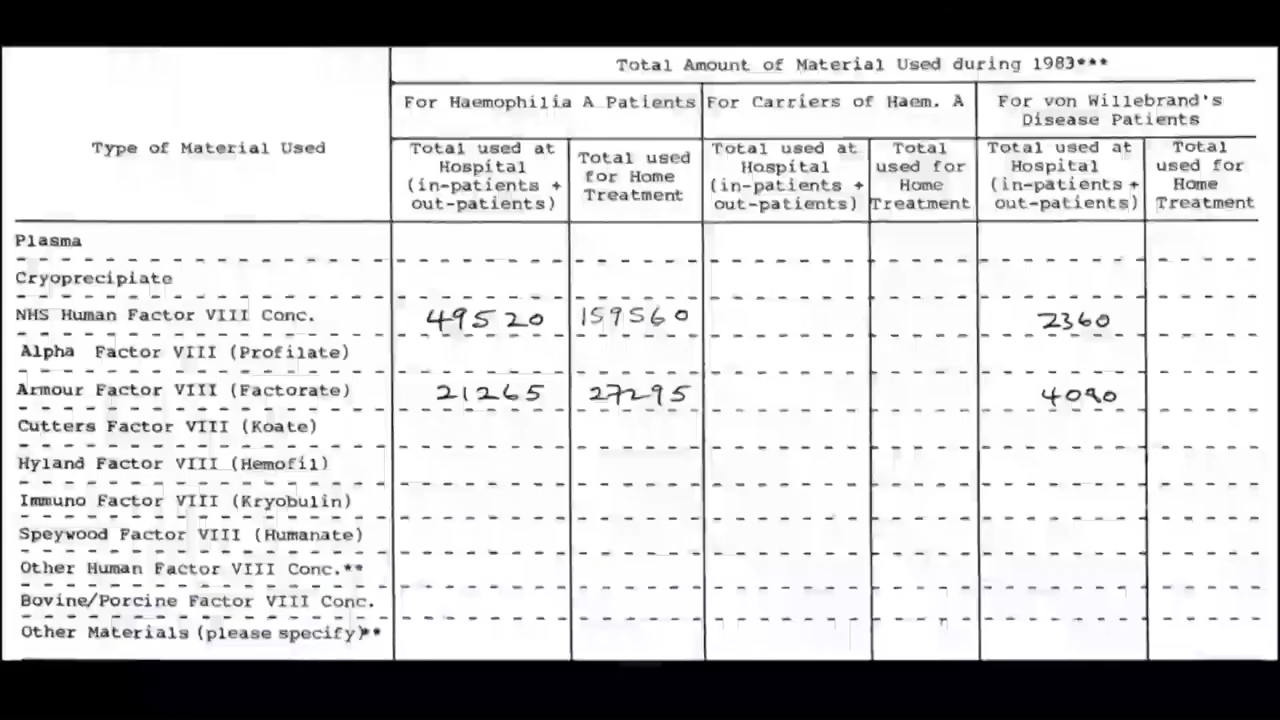 Total Amount of Material Used during 1983***
For Haemophilia A Patients For Carriers of Haem. A For von Willebrand's Disease Patients
Type of Material Used
Total used at Hospital (in-patients + out-patients) Total used for Home Treatment Total used at Hospital (in-patients + out-patients) Total used for Home Treatment Total used at Hospital (in-patients + out-patients) Total used for Home Treatment
Plasma
Cryoprecipiate
NHS Human Factor VIII Conc. 49520 159560 2360
Alpha Factor VIII (Profilate)
Armour Factor VIII (Factorate) 21265 27295 4090
Cutters Factor VIII (Koate)
Hyland Factor VIII (Hemofil)
Immuno Factor VIII (Kryobulin)
Speywood Factor VIII (Humanate)
Other Human Factor VIII Conc.**
Bovine/Porcine Factor VIII Conc.
Other Materials (please specify)**